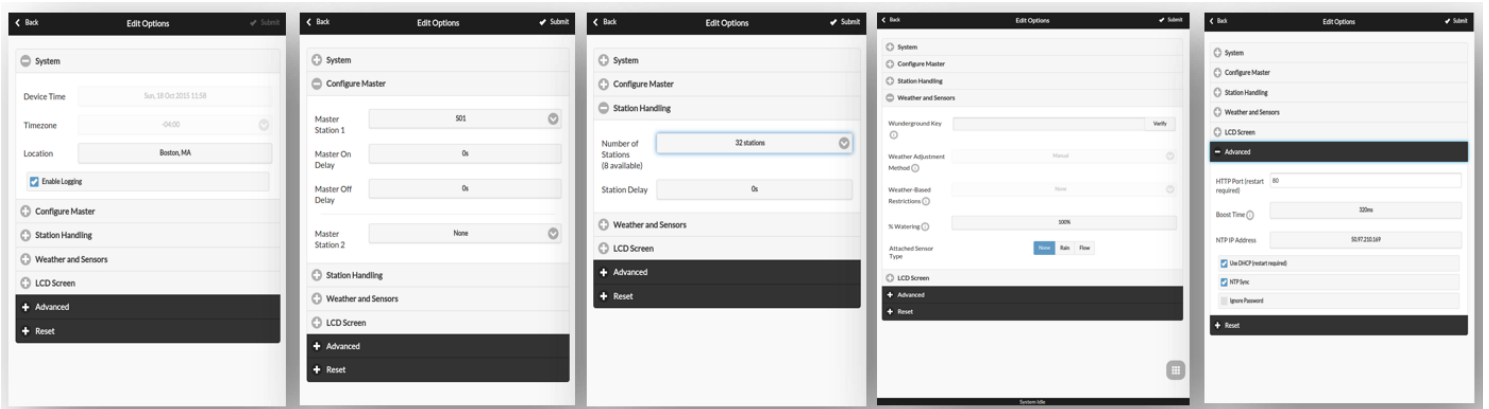 Back Edit Options Submit
System
Device Time Sun, 18 Oct 2015 11:58
Timezone -04:00
Location Boston, MA
Enable Logging
Configure Master
Station Handling
Weather and Sensors
LCD Screen
Advanced
Reset
Back Edit Options Submit
System
Configure Master
Master
Station 1
S01
Master On
Delay
0s
Master Off
Delay
0s
Master
Station 2
None
Station Handling
Weather and Sensors
LCD Screen
Advanced
Reset
Back Edit Options Submit
System
Configure Master
Station Handling
Number of
Stations
(8 available)
32 stations
Station Delay 0s
Weather and Sensors
LCD Screen
Advanced
Reset
Back Edit Options Submit
System
Configure Master
Station Handling
Weather and Sensors
Wunderground Key Verify
Weather Adjustment
Method
Manual
Weather-Based
Restrictions
None
% Watering 100%
Attached Sensor
Type
None Rain Flow
LCD Screen
Advanced
Reset
System Idle
Back Edit Options Submit
System
Configure Master
Station Handling
Weather and Sensors
LCD Screen
Advanced
HTTP Port (restart
required)
80
Boost Time 320ms
NTP IP Address 50.97.210.169
Use DHCP (restart required)
NTP Sync
Ignore Password
Reset